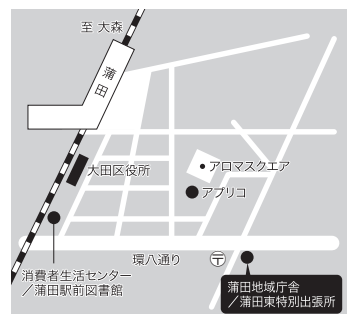 至 大森
蒲田
大田区役所
アロマスクエア
アプリコ
環八通り
〒
消費者生活センター
／蒲田駅前図書館
蒲田地域庁舎
／蒲田東特別出張所